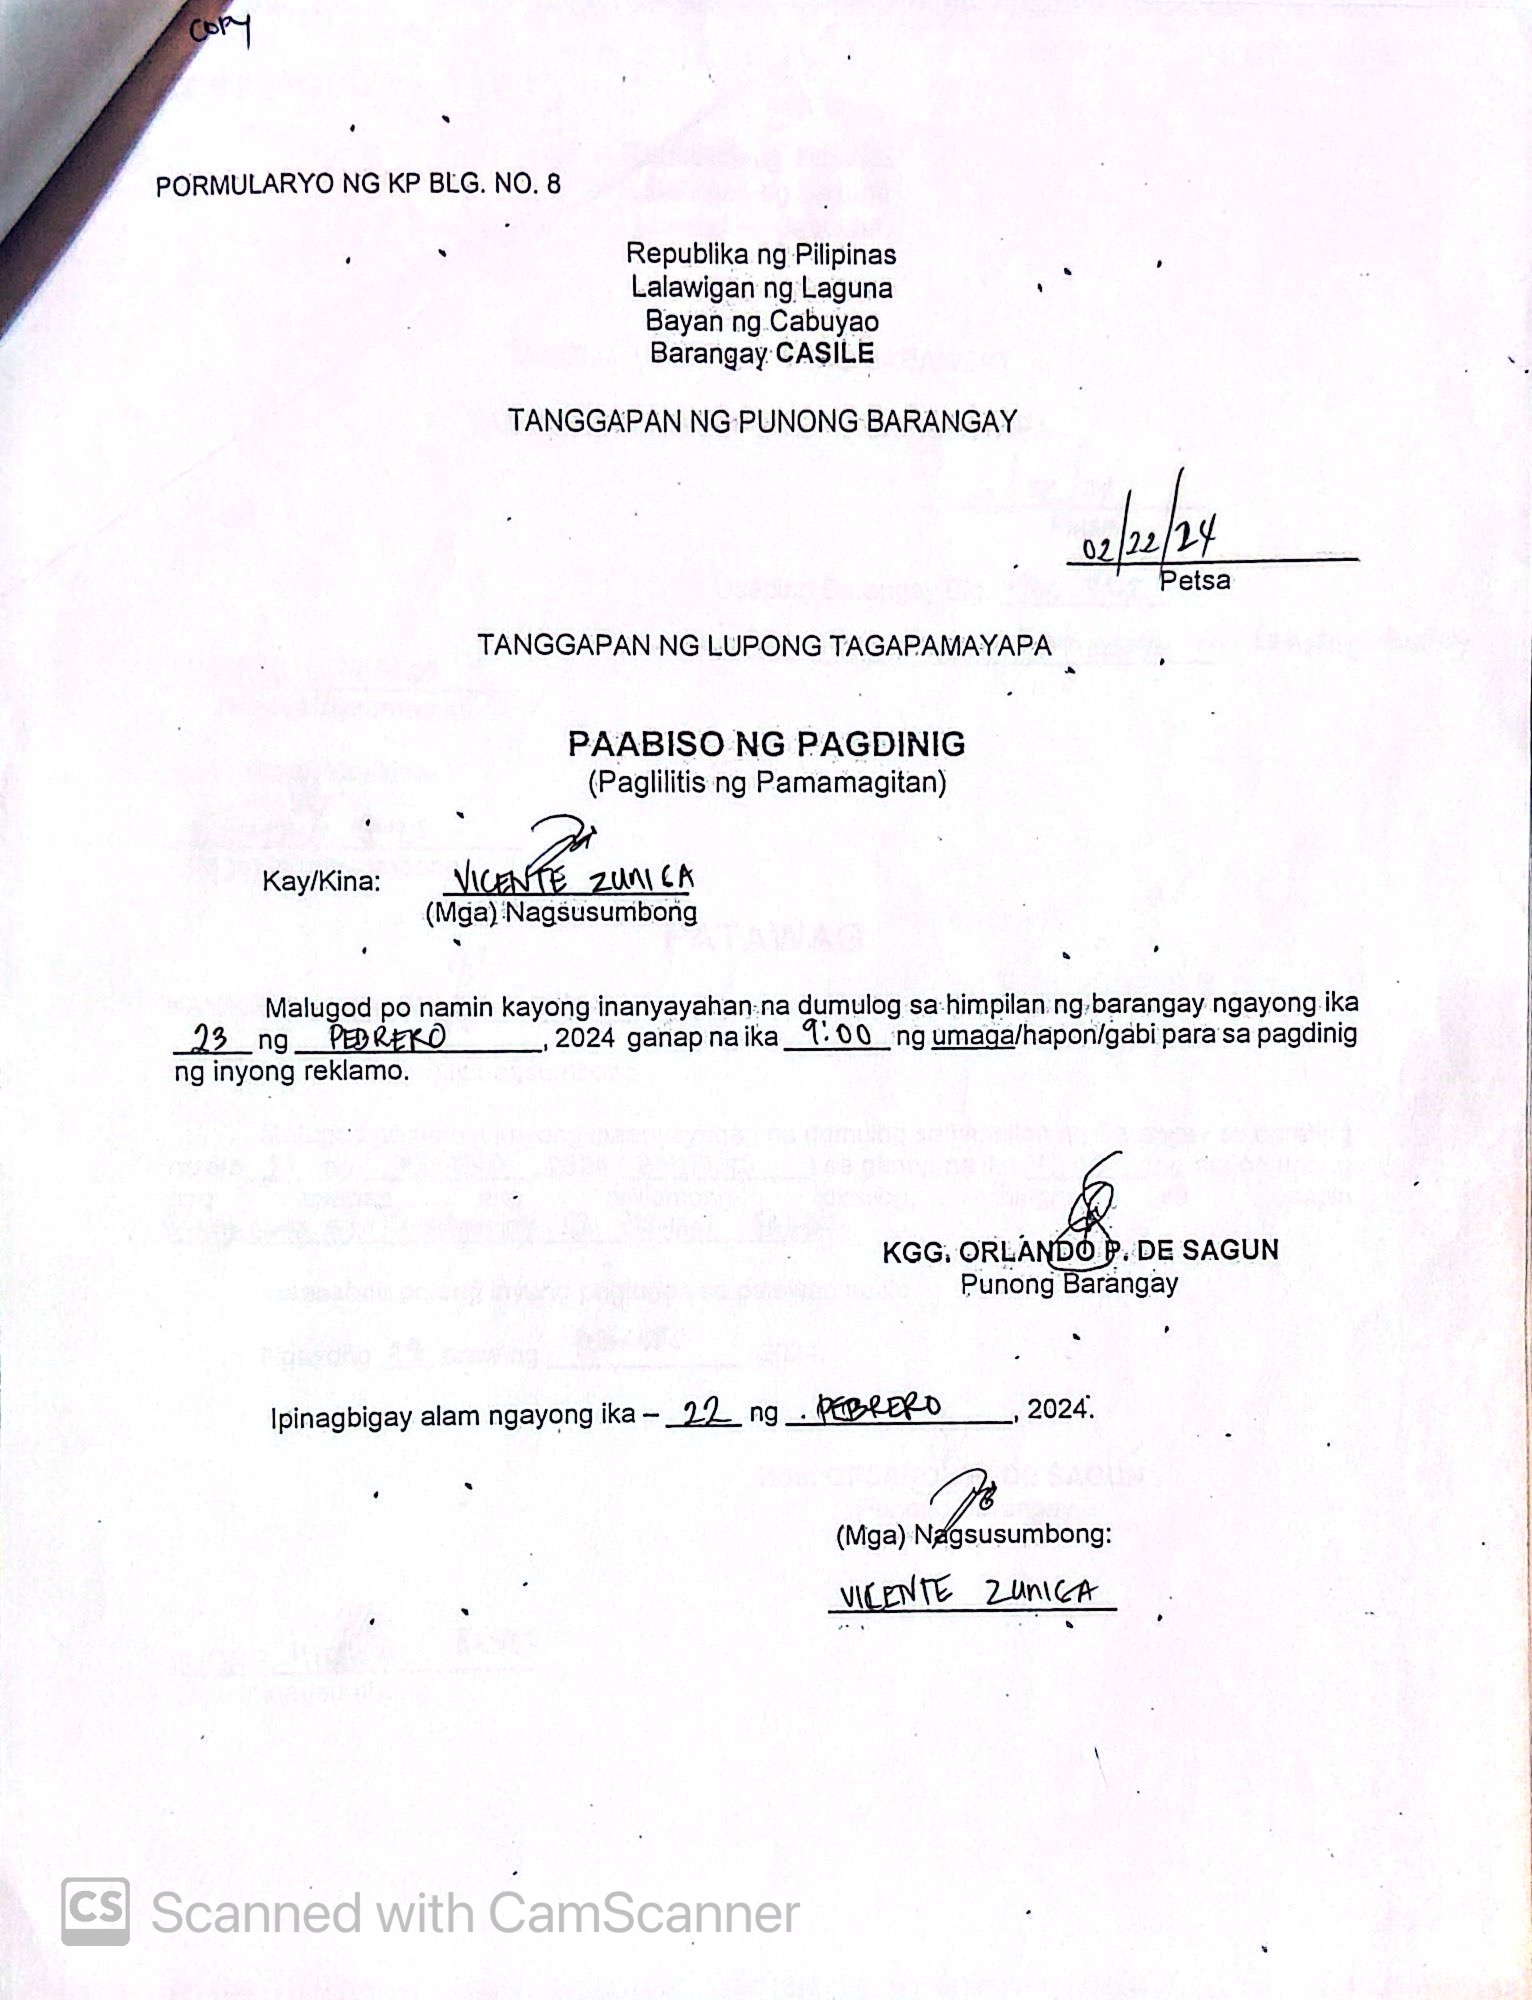 COPY
PORMULARYO NG KP BLG. NO. 8
Republika ng Pilipinas
Lalawigan ng Laguna
Bayan ng Cabuyao
Barangay CASILE
TANGGAPAN NG PUNONG BARANGAY
02/22/24
Petsa
TANGGAPAN NG LUPONG TAGAPAMAYAPA
PAABISO NG PAGDINIG
(Paglilitis ng Pamamagitan)
Kay/Kina: VICENTE ZUNIGA
(Mga) Nagsusumbong
Malugod po namin kayong inanyayahan na dumulog sa himpilan ng barangay ngayong ika
23 ng PEBRERO, 2024 ganap na ika 9:00 ng umaga/hapon/gabi para sa pagdinig
ng inyong reklamo.
KGG. ORLANDO P. DE SAGUN
Punong Barangay
Ipinagbigay alam ngayong ika – 22 ng PEBRERO, 2024.
(Mga) Nagsusumbong:
VICENTE ZUNIGA
CS Scanned with CamScanner